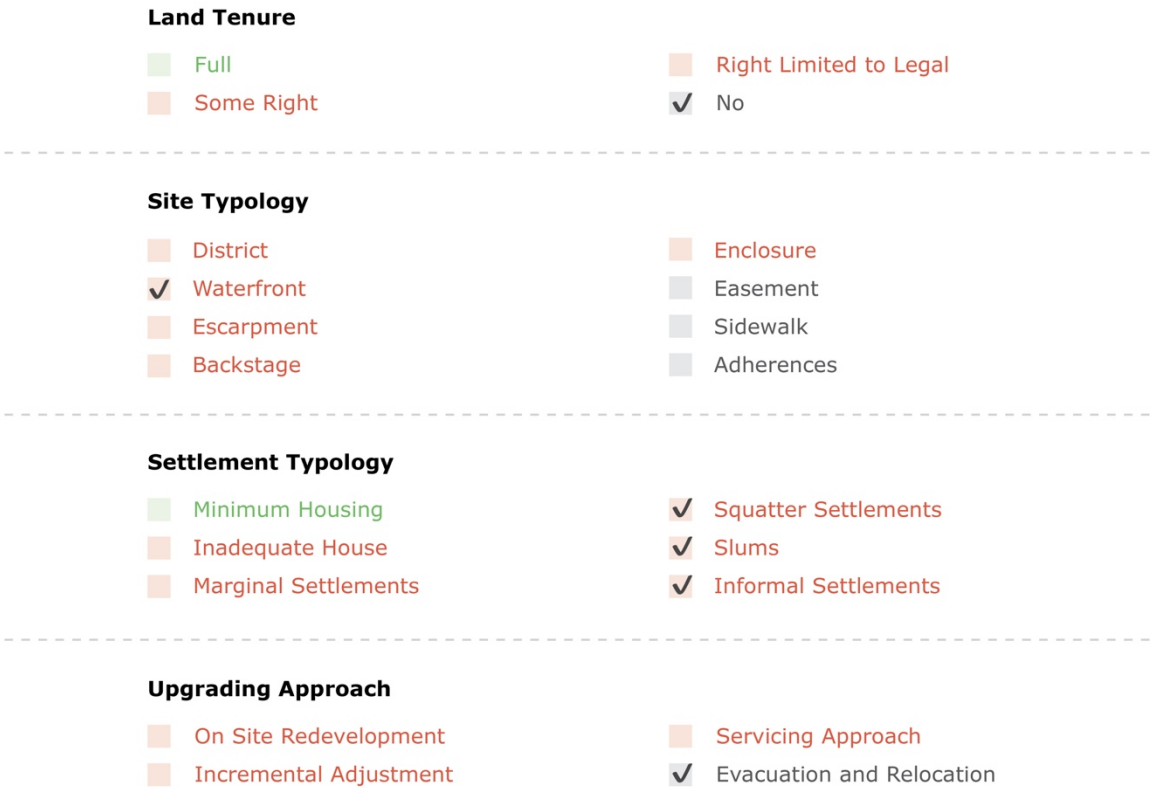 Land Tenure
Full
Right Limited to Legal
Some Right
No
Site Typology
District
Enclosure
Waterfront
Easement
Escarpment
Sidewalk
Backstage
Adherences
Settlement Typology
Minimum Housing
Squatter Settlements
Inadequate House
Slums
Marginal Settlements
Informal Settlements
Upgrading Approach
On Site Redevelopment
Servicing Approach
Incremental Adjustment
Evacuation and Relocation